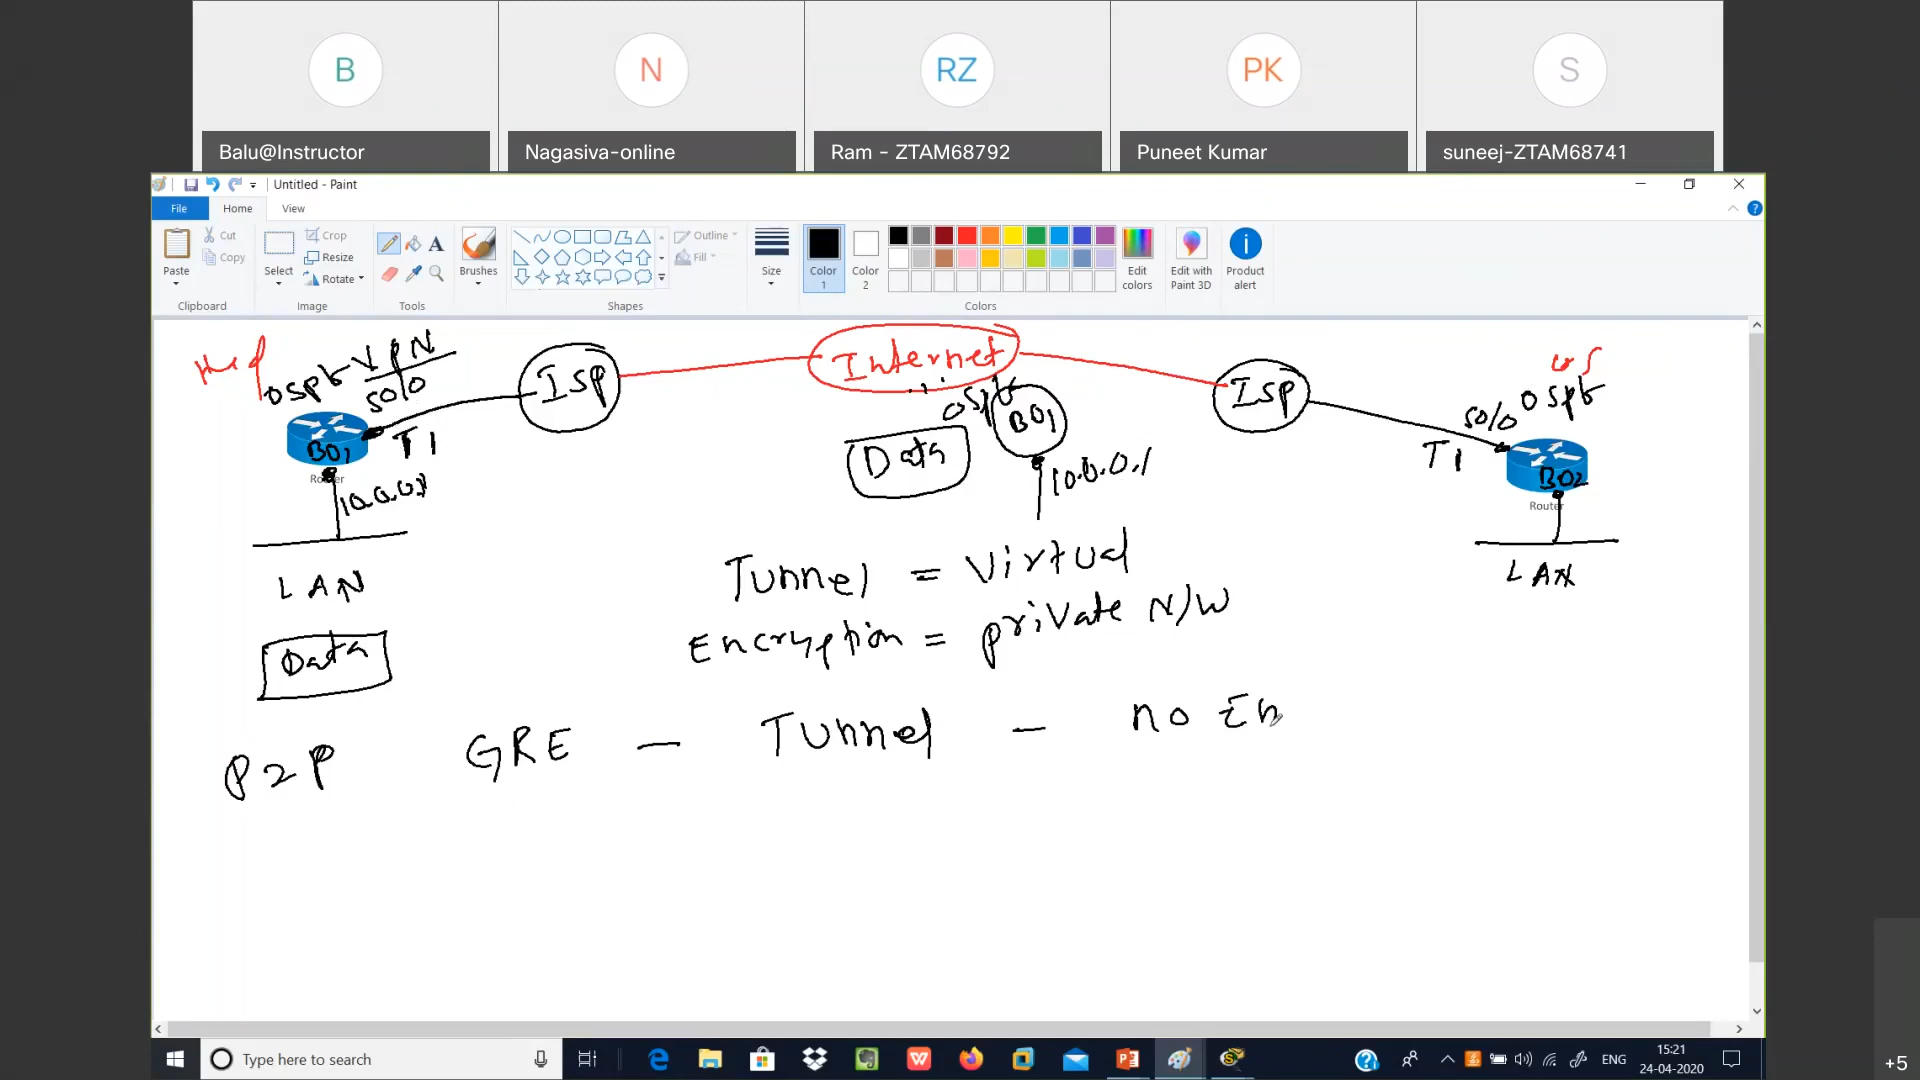 B
N
RZ
PK
S
Balu@Instructor
Nagasiva-online
Ram - ZTAM68792
Puneet Kumar
suneej-ZTAM68741
Untitled - Paint
File
Home
View
Paste
Cut
Copy
Clipboard
Select
Crop
Resize
Rotate
Image
A
Tools
Brushes
Shapes
Outline
Fill
Size
Color 1
Color 2
Edit colors
Colors
Edit with Paint 3D
Product alert
Hyd
OSPF VPN
S0/0
ISP
Internet
OSPF
BO1
ISP
OSPF
S0/0
BO1
Router
T1
Data
10.0.0.1
T1
BO2
Router
LAN
LAN
Tunnel = Virtual
Encryption = Private N/W
Data
P2P GRE - Tunnel - no En
Type here to search
ENG
15:21
24-04-2020
+5